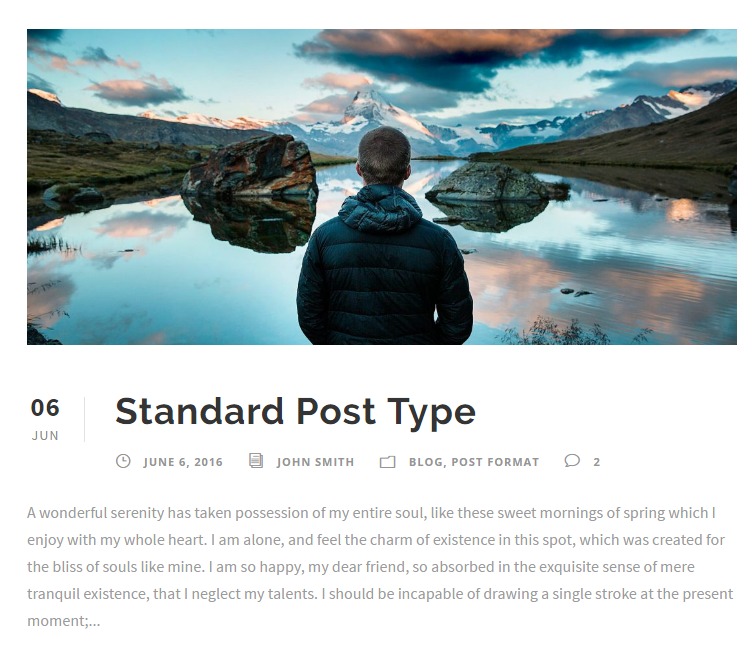 06
JUN
Standard Post Type
JUNE 6, 2016 JOHN SMITH BLOG, POST FORMAT 2
A wonderful serenity has taken possession of my entire soul, like these sweet mornings of spring which I
enjoy with my whole heart. I am alone, and feel the charm of existence in this spot, which was created for
the bliss of souls like mine. I am so happy, my dear friend, so absorbed in the exquisite sense of mere
tranquil existence, that I neglect my talents. I should be incapable of drawing a single stroke at the present
moment;...